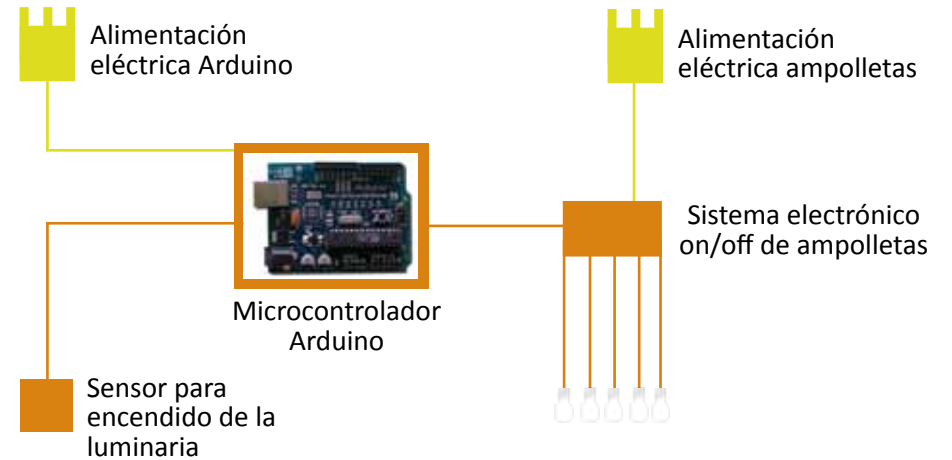 Alimentación
eléctrica Arduino
Alimentación
eléctrica ampolletas
Sistema electrónico
on/off de ampolletas
Microcontrolador
Arduino
Sensor para
encendido de la
luminaria